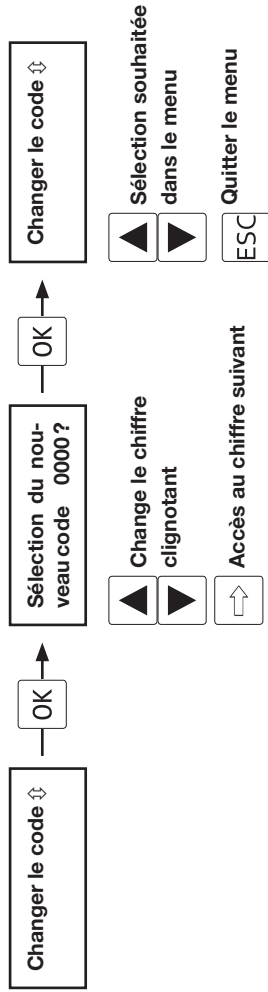 Changer le code ⇳
OK
Sélection du nou-
veau code 0000?
OK
Changer le code ⇳
Change le chiffre
clignotant
Accès au chiffre suivant
Sélection souhaitée
dans le menu
ESC
Quitter le menu